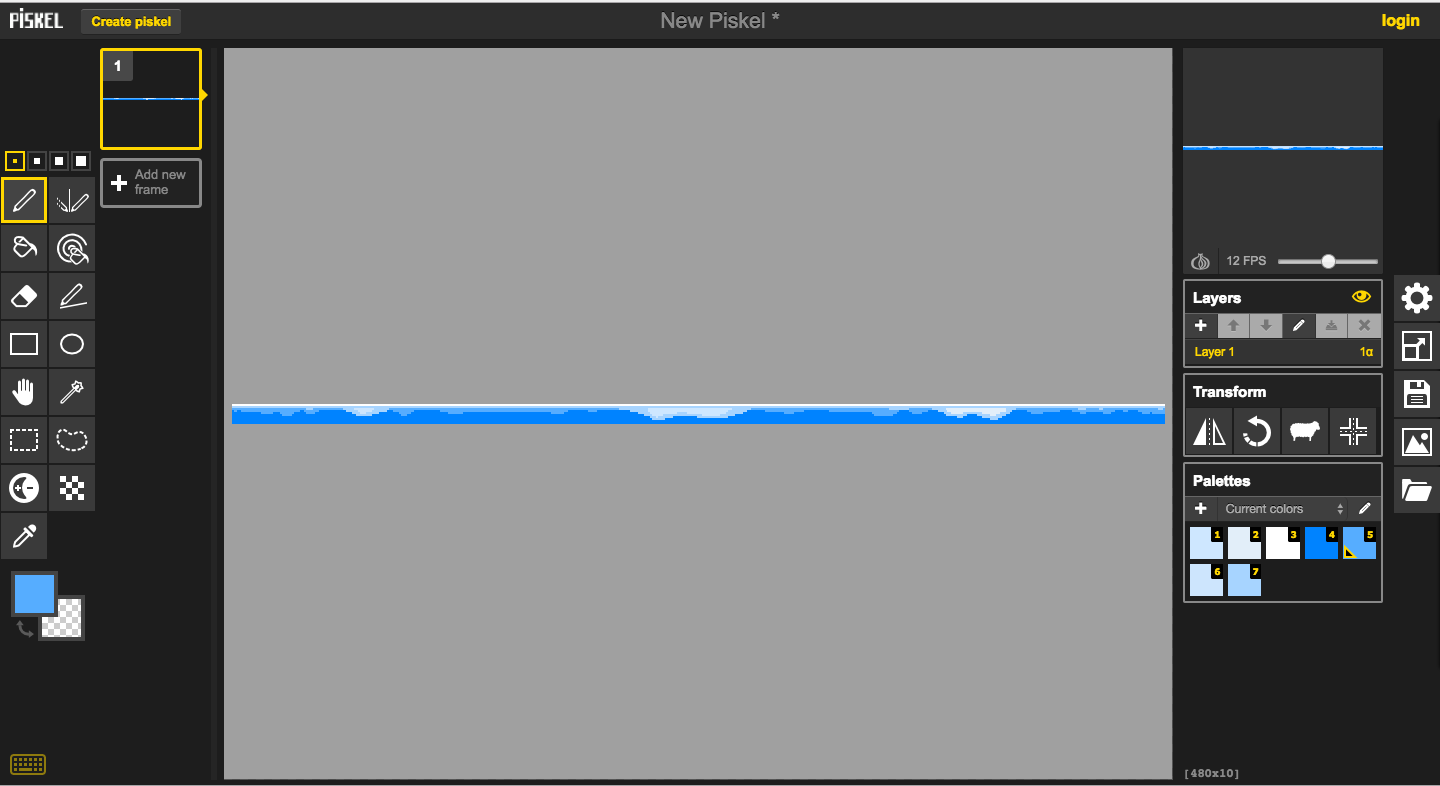 PISKEL
Create piskel
New Piskel *
login
1
Add new
frame
12 FPS
Layers
Layer 1
1α
Transform
Palettes
Current colors
1
2
3
4
5
6
7
[480x10]